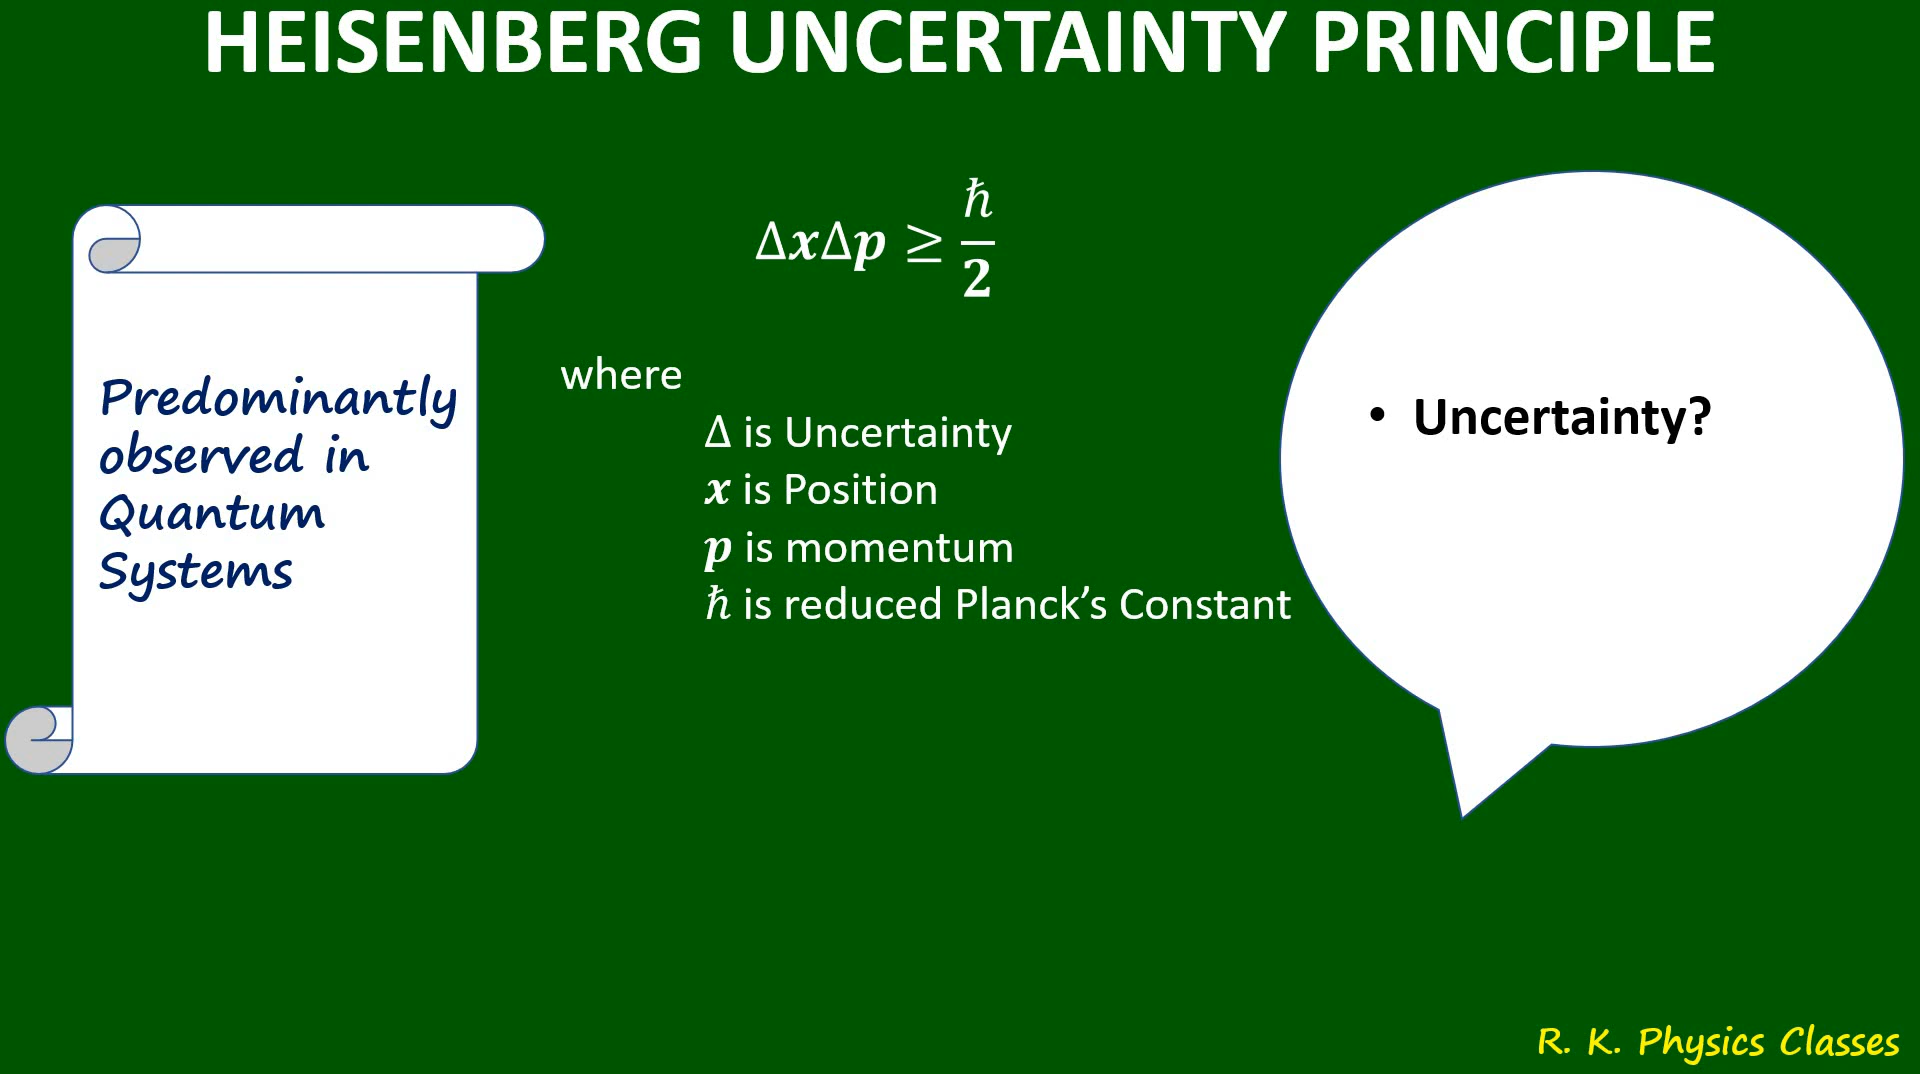 HEISENBERG UNCERTAINTY PRINCIPLE
Predominantly
observed in
Quantum
Systems
Δ𝒙Δ𝒑 ≥ ℏ/𝟐
where
Δ is Uncertainty
𝒙 is Position
𝒑 is momentum
ℏ is reduced Planck’s Constant
• Uncertainty?
R. K. Physics Classes